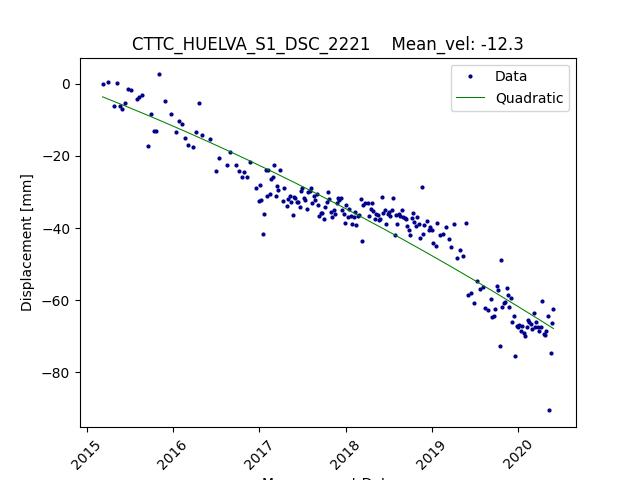 CTTC_HUELVA_S1_DSC_2221    Mean_vel: -12.3
Data
Quadratic
Displacement [mm]
0
−20
−40
−60
−80
2015
2016
2017
2018
2019
2020